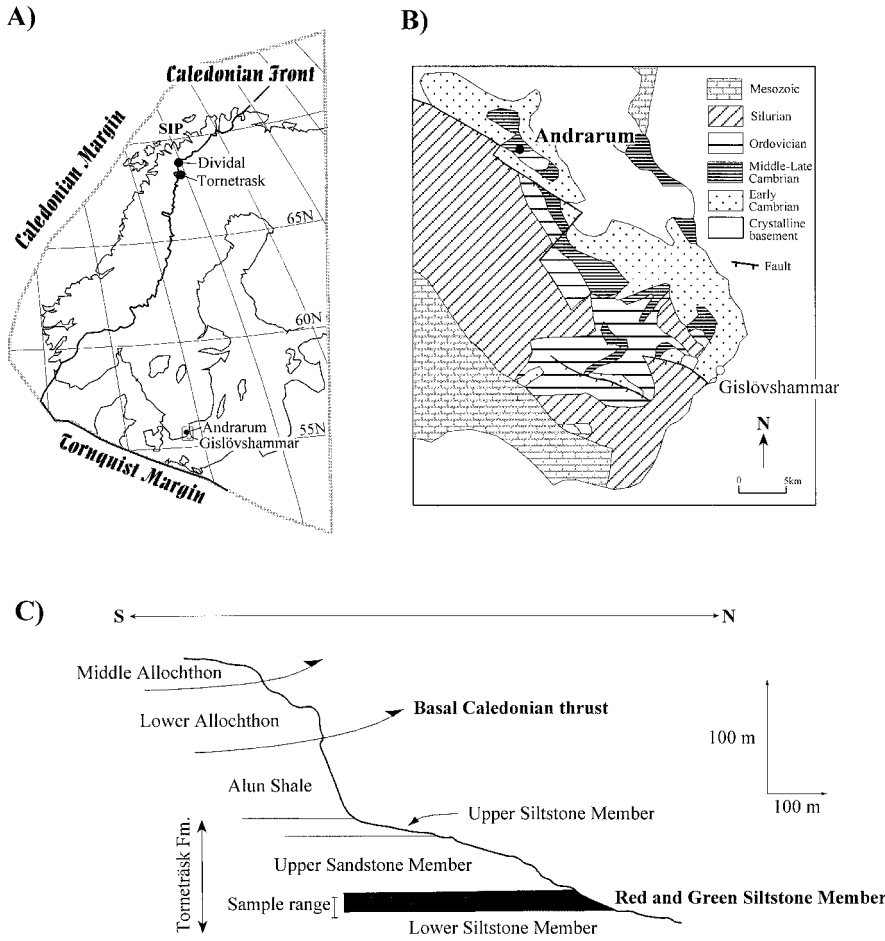 A)
Caledonian Front
SIP
Caledonian Margin
Dividal
Tornetrask
65N
60N
Andrarum
Gislövshammar
55N
Tornquist Margin
B)
Andrarum
Gislövshammar
N
0 5km
Mesozoic
Silurian
Ordovician
Middle-Late
Cambrian
Early
Cambrian
Crystalline
basement
Fault
C)
S N
Middle Allochthon
Lower Allochthon
Basal Caledonian thrust
100 m
100 m
Alun Shale
Upper Siltstone Member
Torneträsk Fm.
Upper Sandstone Member
Sample range
Red and Green Siltstone Member
Lower Siltstone Member